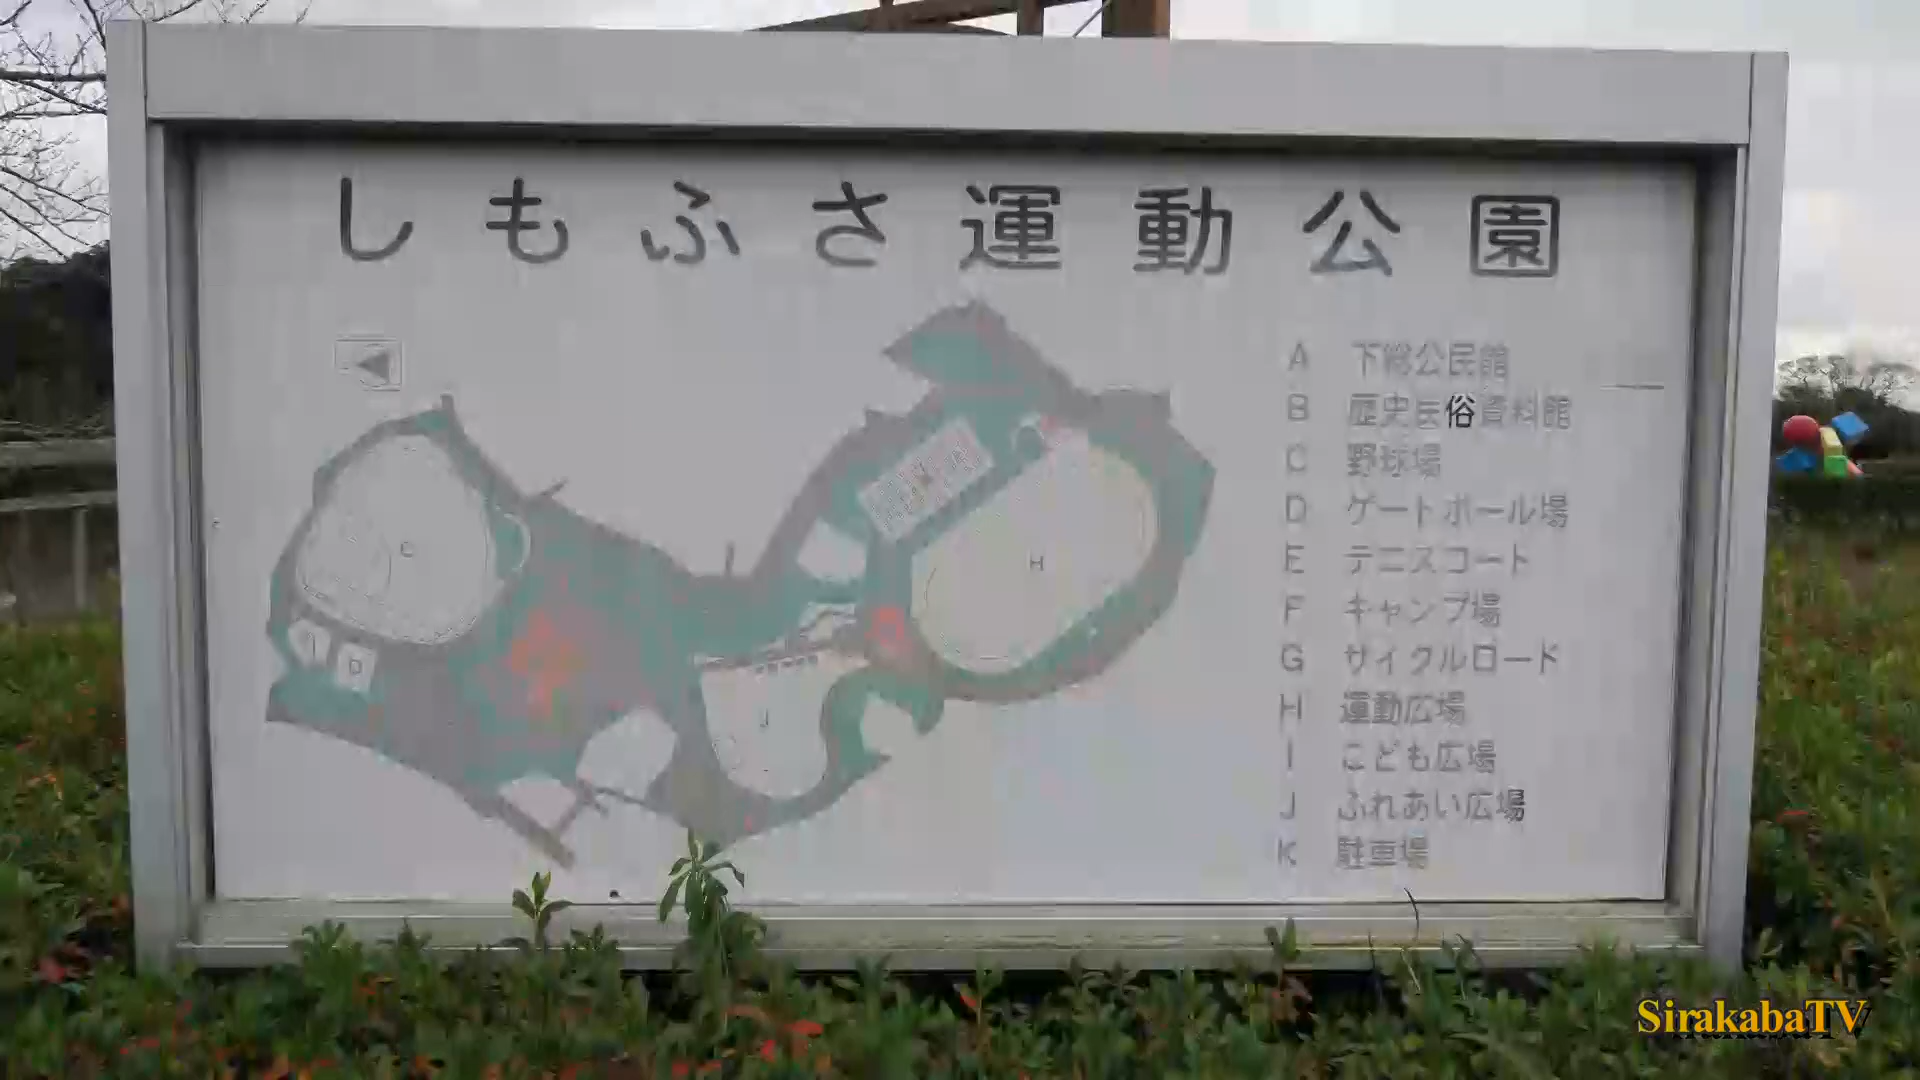 しもふさ運動公園
A 下総公民館
B 歴史民俗資料館
C 野球場
D ゲートボール場
E テニスコート
F キャンプ場
G サイクルロード
H 運動広場
I こども広場
J ふれあい広場
K 駐車場
C
H
I
D
J
SirakabaTV